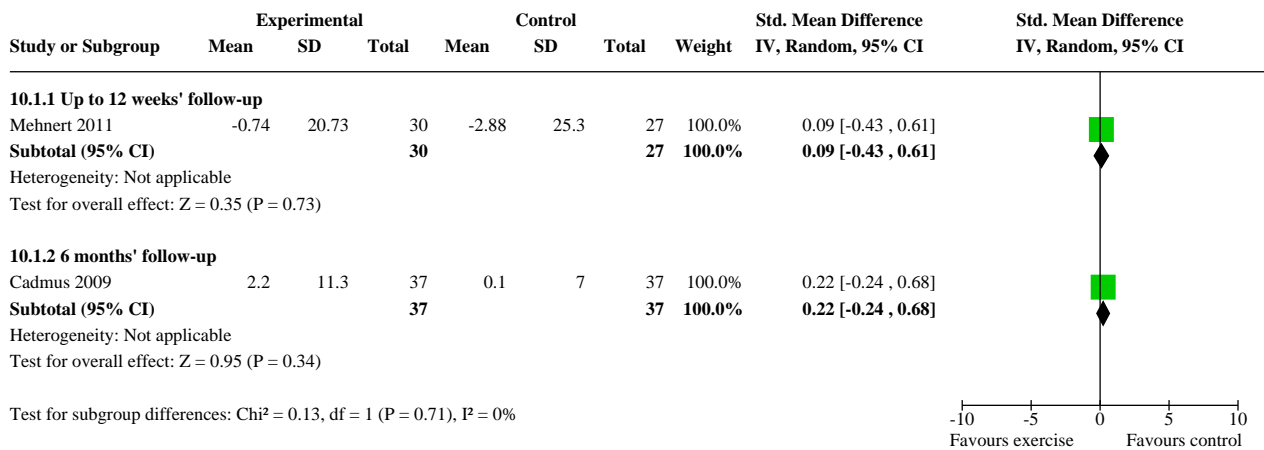 Experimental Control Std. Mean Difference Std. Mean Difference
Study or Subgroup Mean SD Total Mean SD Total Weight IV, Random, 95% CI IV, Random, 95% CI
10.1.1 Up to 12 weeks' follow-up
Mehnert 2011 -0.74 20.73 30 -2.88 25.3 27 100.0% 0.09 [-0.43 , 0.61]
Subtotal (95% CI) 30 27 100.0% 0.09 [-0.43 , 0.61]
Heterogeneity: Not applicable
Test for overall effect: Z = 0.35 (P = 0.73)
10.1.2 6 months' follow-up
Cadmus 2009 2.2 11.3 37 0.1 7 37 100.0% 0.22 [-0.24 , 0.68]
Subtotal (95% CI) 37 37 100.0% 0.22 [-0.24 , 0.68]
Heterogeneity: Not applicable
Test for overall effect: Z = 0.95 (P = 0.34)
Test for subgroup differences: Chi² = 0.13, df = 1 (P = 0.71), I² = 0%
-10 -5 0 5 10
Favours exercise Favours control